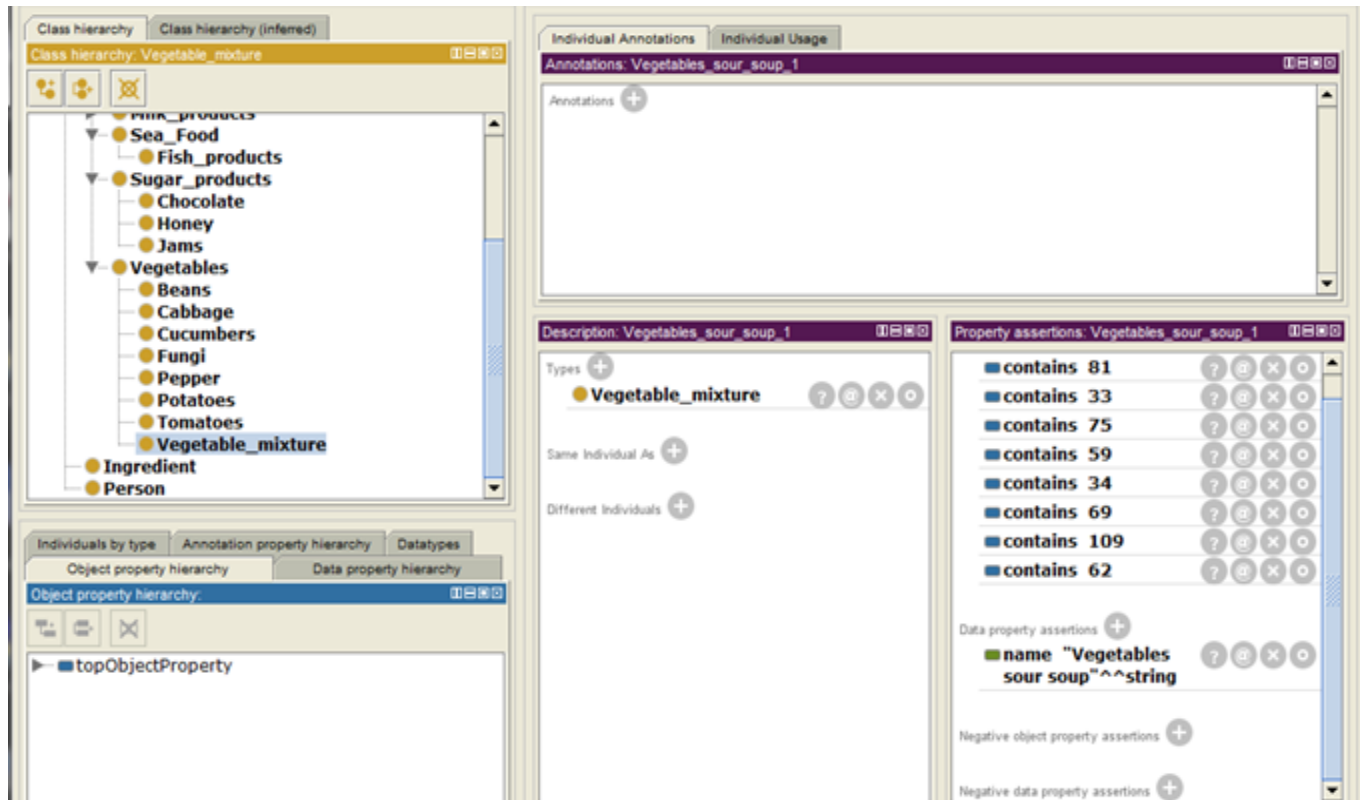 Class hierarchy
Class hierarchy (inferred)
Class hierarchy: Vegetable_mixture
Milk_products
Sea_Food
Fish_products
Sugar_products
Chocolate
Honey
Jams
Vegetables
Beans
Cabbage
Cucumbers
Fungi
Pepper
Potatoes
Tomatoes
Vegetable_mixture
Ingredient
Person
Individuals by type
Annotation property hierarchy
Datatypes
Object property hierarchy
Data property hierarchy
Object property hierarchy:
topObjectProperty
Individual Annotations
Individual Usage
Annotations: Vegetables_sour_soup_1
Annotations
Description: Vegetables_sour_soup_1
Types
Vegetable_mixture
Same Individual As
Different Individuals
Property assertions: Vegetables_sour_soup_1
contains 81
contains 33
contains 75
contains 59
contains 34
contains 69
contains 109
contains 62
Data property assertions
name "Vegetables
sour soup"^^string
Negative object property assertions
Negative data property assertions